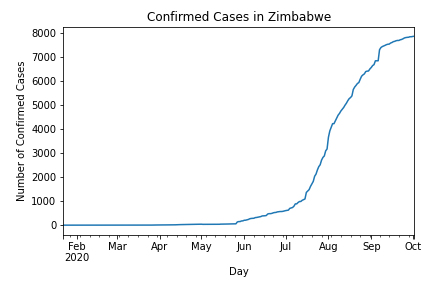 Confirmed Cases in Zimbabwe
Number of Confirmed Cases
8000
7000
6000
5000
4000
3000
2000
1000
0
Feb Mar Apr May Jun Jul Aug Sep Oct
2020
Day